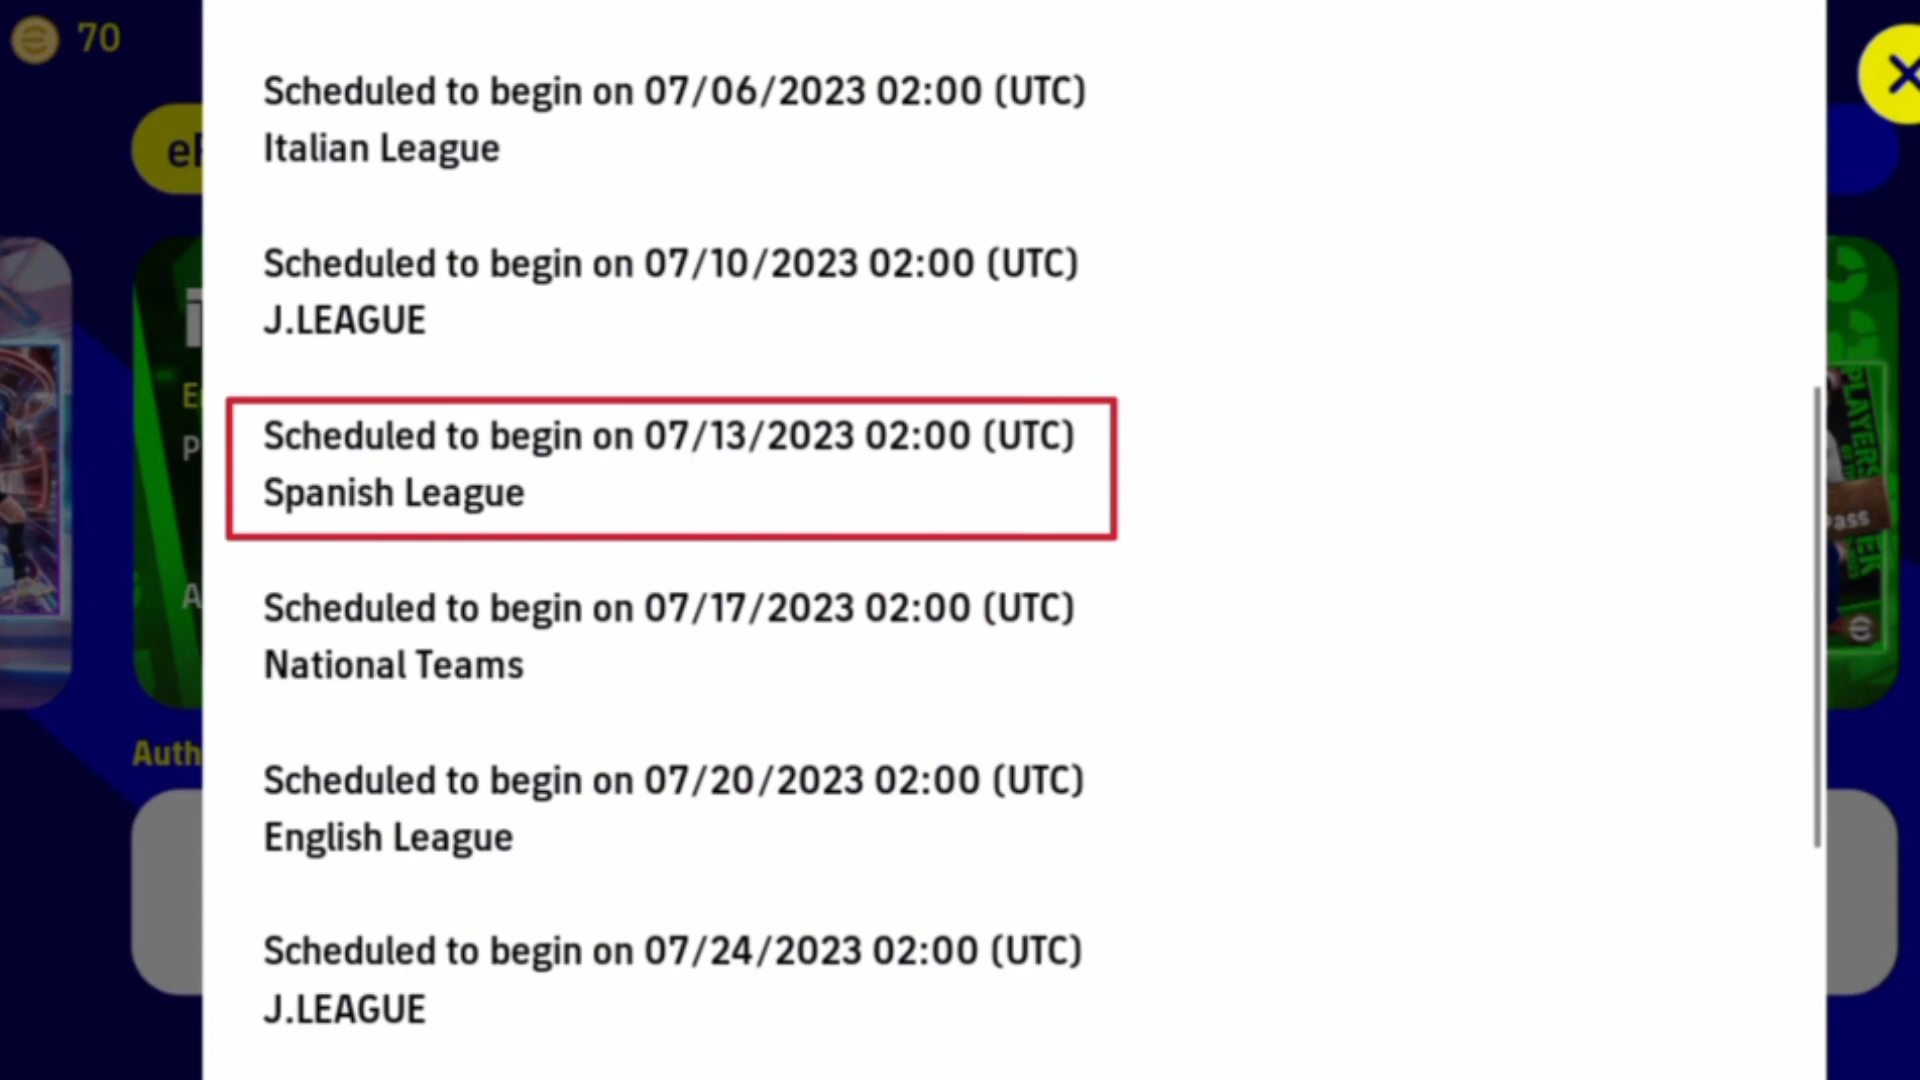 70
Scheduled to begin on 07/06/2023 02:00 (UTC)
Italian League
Scheduled to begin on 07/10/2023 02:00 (UTC)
J.LEAGUE
Scheduled to begin on 07/13/2023 02:00 (UTC)
Spanish League
Scheduled to begin on 07/17/2023 02:00 (UTC)
National Teams
Scheduled to begin on 07/20/2023 02:00 (UTC)
English League
Scheduled to begin on 07/24/2023 02:00 (UTC)
J.LEAGUE
Auth
PLAYERS